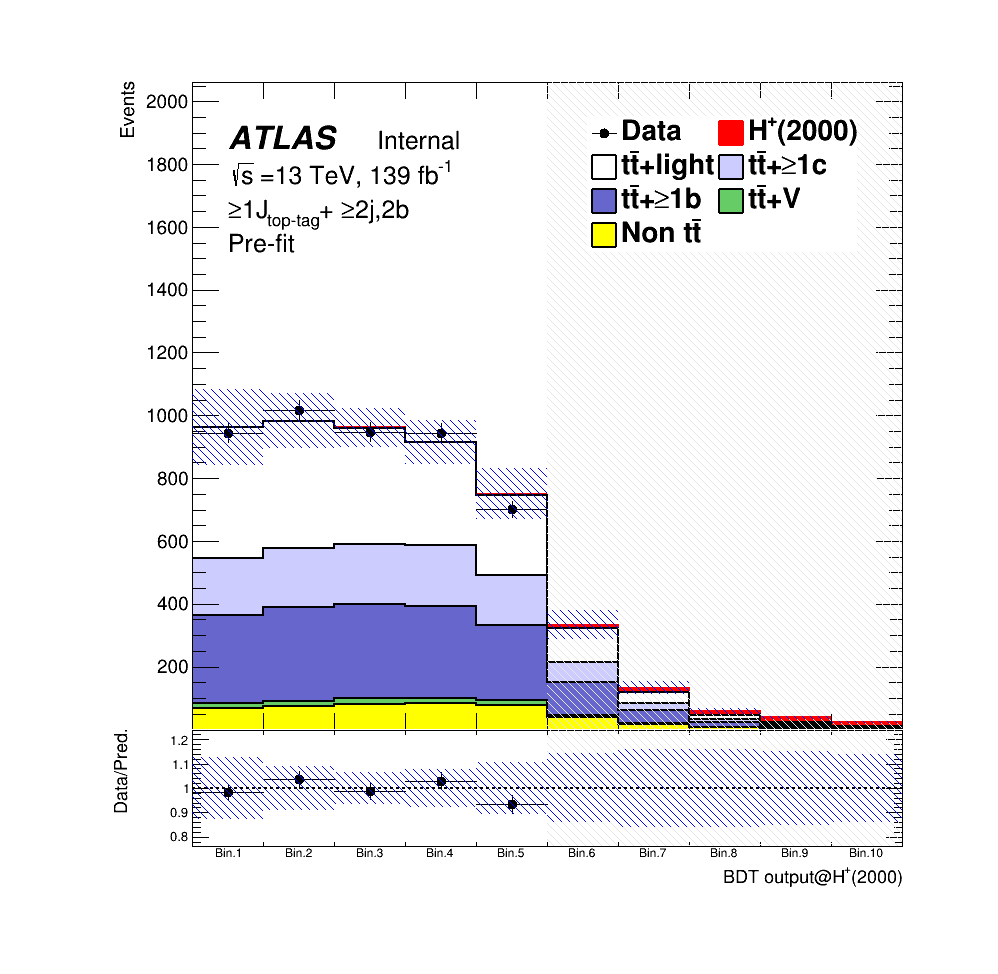 Events
2000
1800
1600
1400
1200
1000
800
600
400
200
ATLAS Internal
√s =13 TeV, 139 fb⁻¹
≥1J_top-tag + ≥2j,2b
Pre-fit
Data H⁺(2000)
tt̄+light tt̄+≥1c
tt̄+≥1b tt̄+V
Non tt̄
Data/Pred.
1.2
1.1
1
0.9
0.8
Bin.1 Bin.2 Bin.3 Bin.4 Bin.5 Bin.6 Bin.7 Bin.8 Bin.9 Bin.10
BDT output@H⁺(2000)